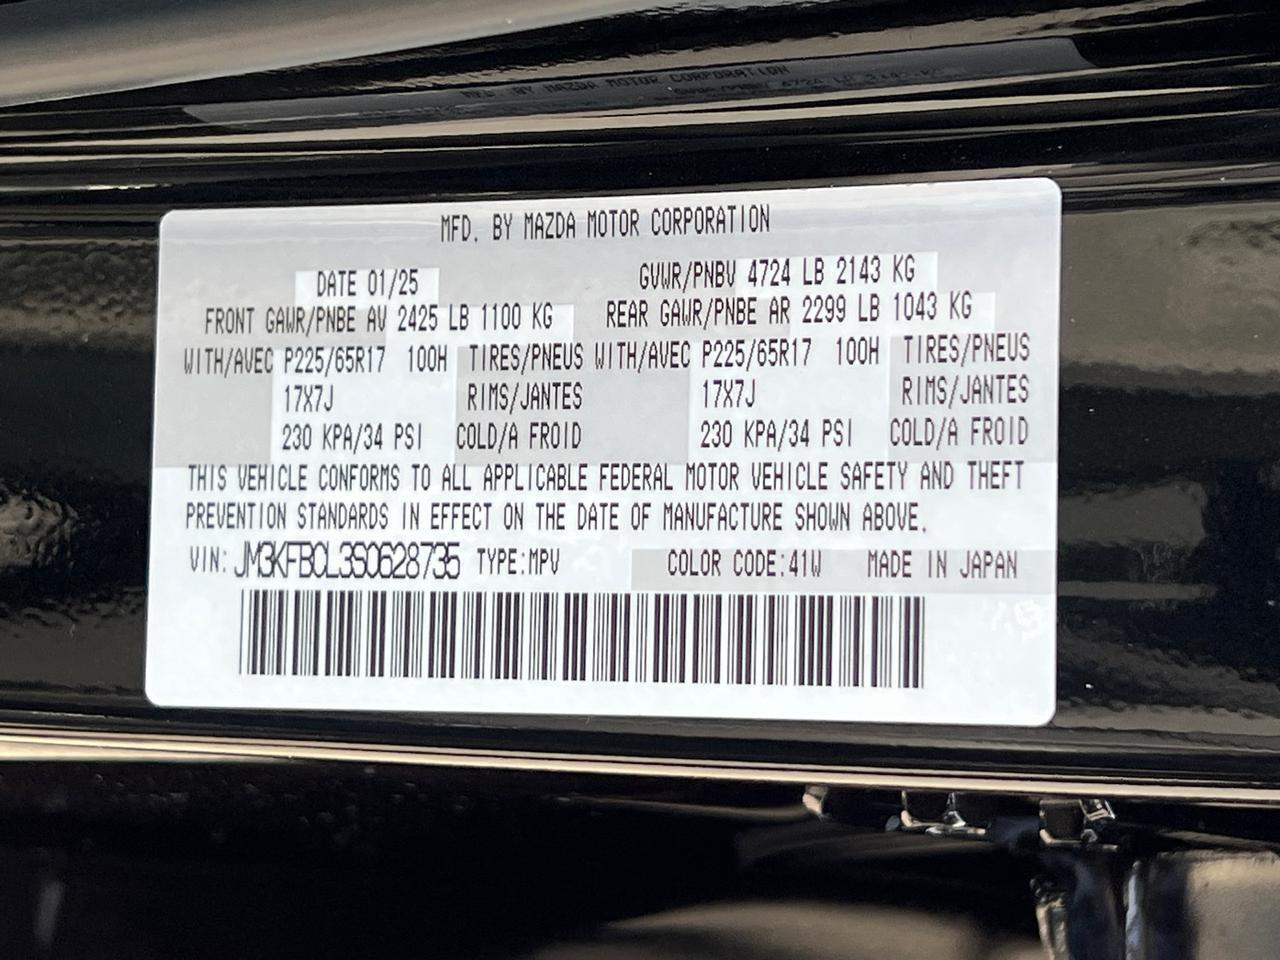 MFD. BY MAZDA MOTOR CORPORATION
DATE 01/25 GVWR/PNBV 4724 LB 2143 KG
FRONT GAWR/PNBE AV 2425 LB 1100 KG REAR GAWR/PNBE AR 2299 LB 1043 KG
WITH/AVEC P225/65R17 100H TIRES/PNEUS WITH/AVEC P225/65R17 100H TIRES/PNEUS
17X7J RIMS/JANTES 17X7J RIMS/JANTES
230 KPA/34 PSI COLD/A FROID 230 KPA/34 PSI COLD/A FROID
THIS VEHICLE CONFORMS TO ALL APPLICABLE FEDERAL MOTOR VEHICLE SAFETY AND THEFT
PREVENTION STANDARDS IN EFFECT ON THE DATE OF MANUFACTURE SHOWN ABOVE.
VIN: JM3KFBCL3S0628735 TYPE:MPV COLOR CODE:41W MADE IN JAPAN